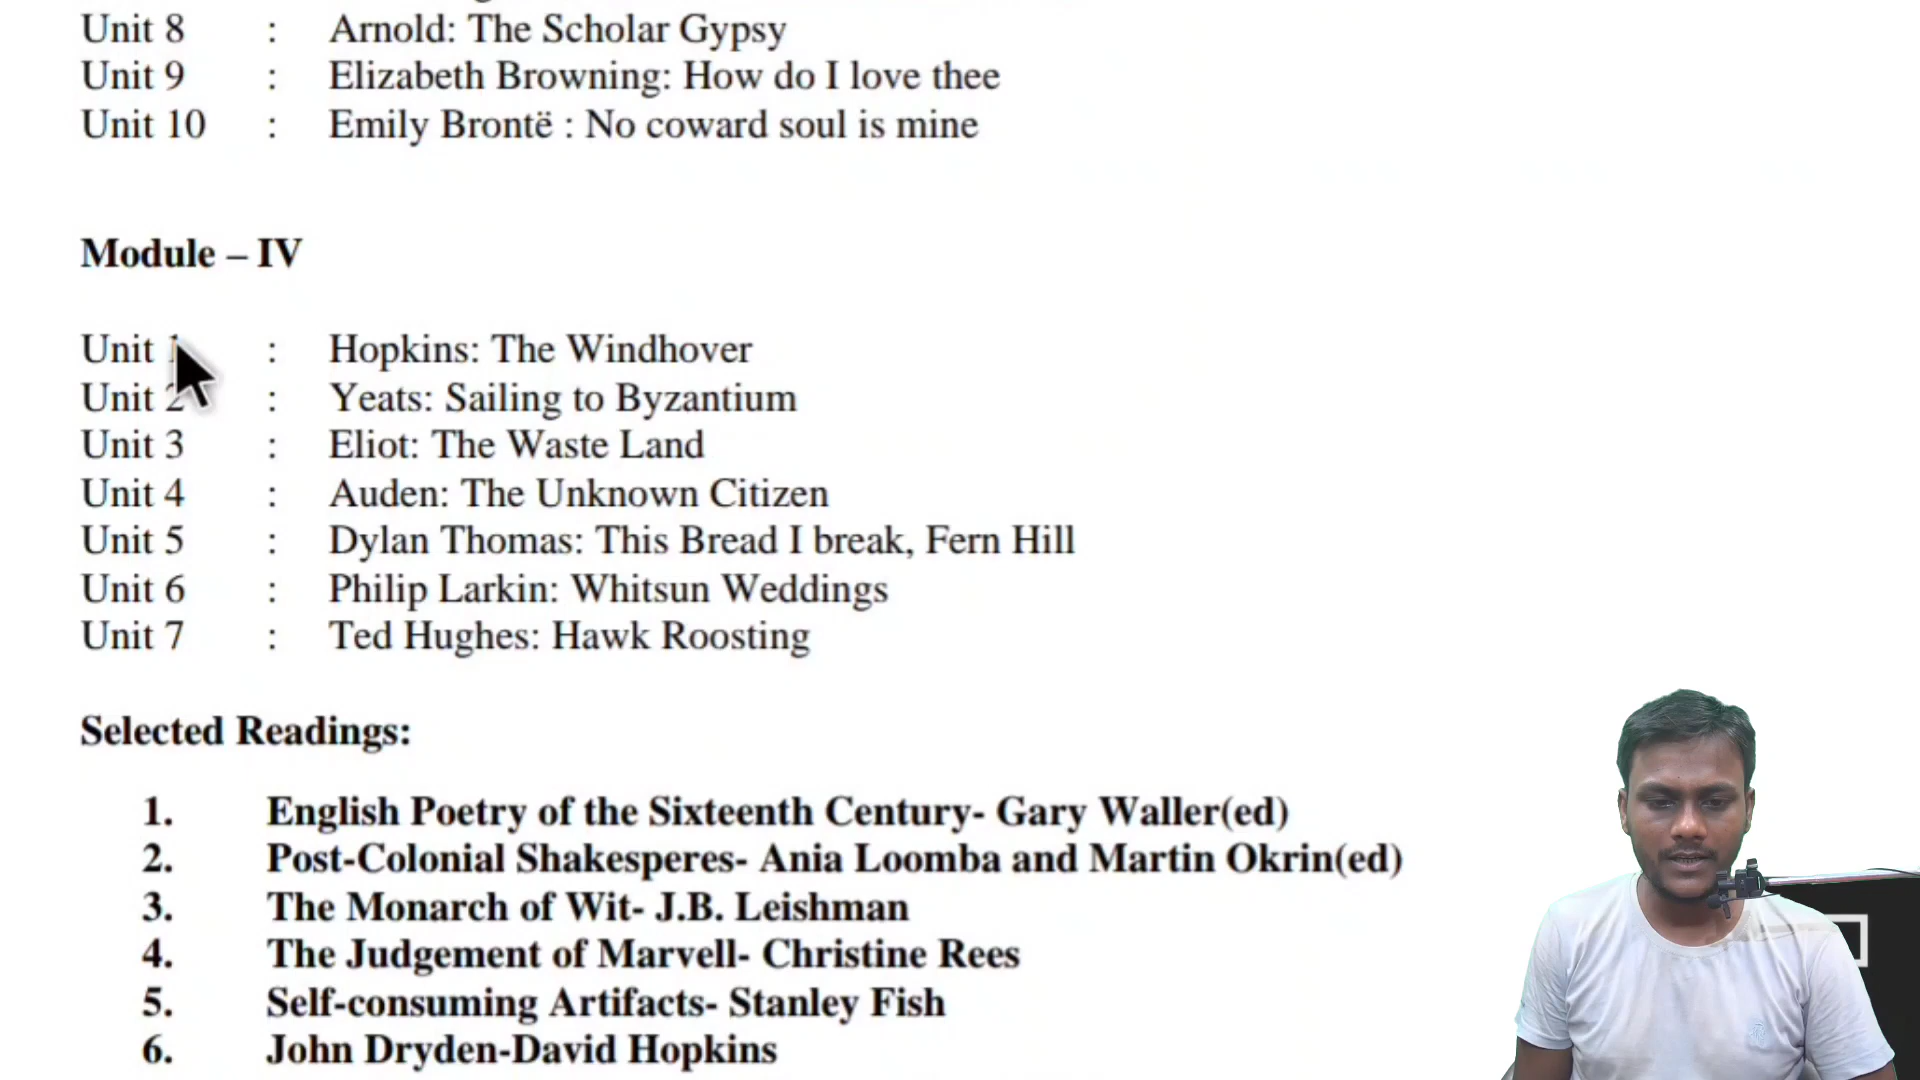 Unit 8 : Arnold: The Scholar Gypsy
Unit 9 : Elizabeth Browning: How do I love thee
Unit 10 : Emily Brontë : No coward soul is mine
Module – IV
Unit 1 : Hopkins: The Windhover
Unit 2 : Yeats: Sailing to Byzantium
Unit 3 : Eliot: The Waste Land
Unit 4 : Auden: The Unknown Citizen
Unit 5 : Dylan Thomas: This Bread I break, Fern Hill
Unit 6 : Philip Larkin: Whitsun Weddings
Unit 7 : Ted Hughes: Hawk Roosting
Selected Readings:
1. English Poetry of the Sixteenth Century- Gary Waller(ed)
2. Post-Colonial Shakesperes- Ania Loomba and Martin Okrin(ed)
3. The Monarch of Wit- J.B. Leishman
4. The Judgement of Marvell- Christine Rees
5. Self-consuming Artifacts- Stanley Fish
6. John Dryden-David Hopkins